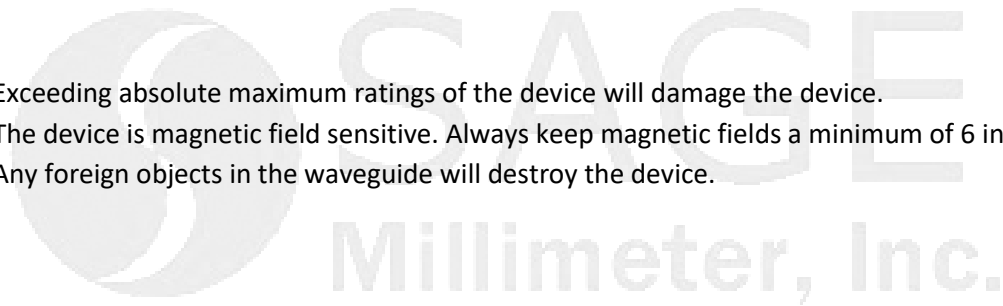 SAGE
Exceeding absolute maximum ratings of the device will damage the device.
The device is magnetic field sensitive. Always keep magnetic fields a minimum of 6 in
Any foreign objects in the waveguide will destroy the device.
Millimeter, Inc.